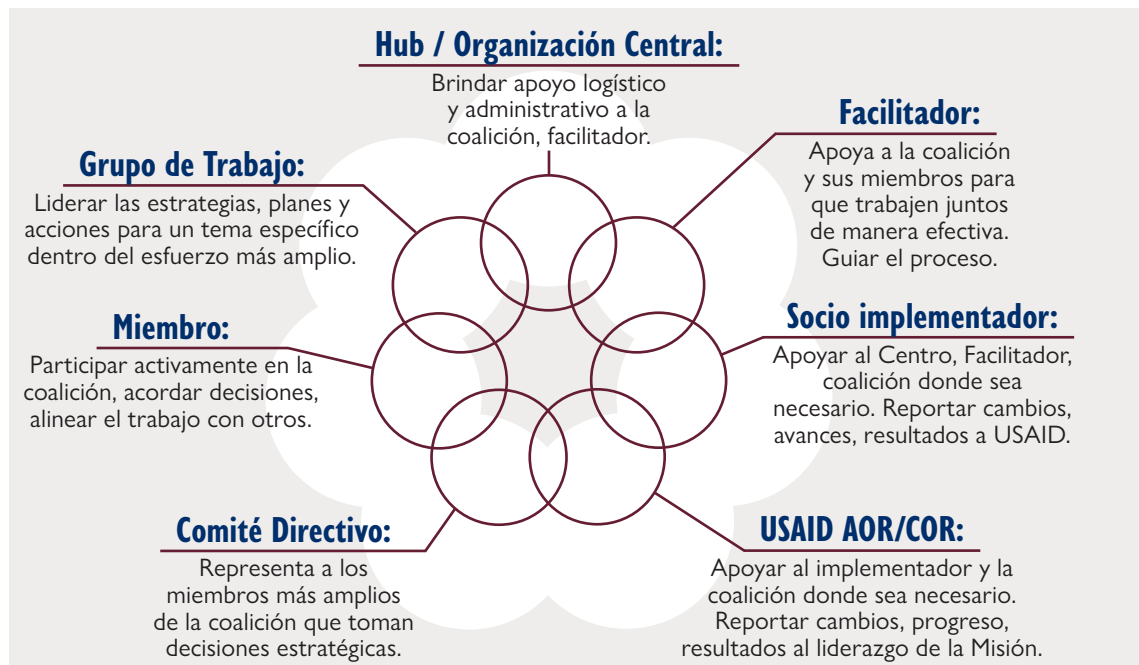 Hub / Organización Central:
Brindar apoyo logístico
y administrativo a la
coalición, facilitador.
Facilitador:
Apoya a la coalición
y sus miembros para
que trabajen juntos
de manera efectiva.
Guiar el proceso.
Grupo de Trabajo:
Liderar las estrategias, planes y
acciones para un tema específico
dentro del esfuerzo más amplio.
Miembro:
Participar activamente en la
coalición, acordar decisiones,
alinear el trabajo con otros.
Socio implementador:
Apoyar al Centro, Facilitador,
coalición donde sea
necesario. Reportar cambios,
avances, resultados a USAID.
Comité Directivo:
Representa a los
miembros más amplios
de la coalición que toman
decisiones estratégicas.
USAID AOR/COR:
Apoyar al implementador y la
coalición donde sea necesario.
Reportar cambios, progreso,
resultados al liderazgo de la Misión.